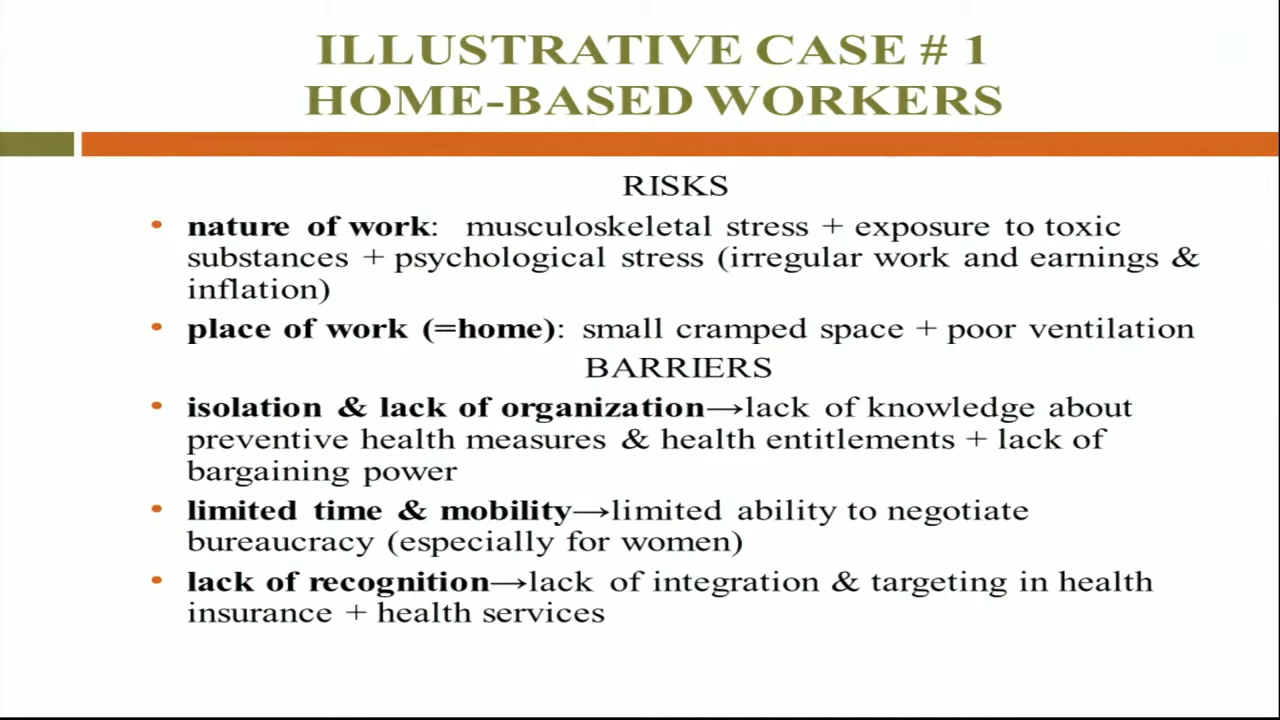 ILLUSTRATIVE CASE # 1
HOME-BASED WORKERS
RISKS
• nature of work: musculoskeletal stress + exposure to toxic
substances + psychological stress (irregular work and earnings &
inflation)
• place of work (=home): small cramped space + poor ventilation
BARRIERS
• isolation & lack of organization→lack of knowledge about
preventive health measures & health entitlements + lack of
bargaining power
• limited time & mobility→limited ability to negotiate
bureaucracy (especially for women)
• lack of recognition→lack of integration & targeting in health
insurance + health services